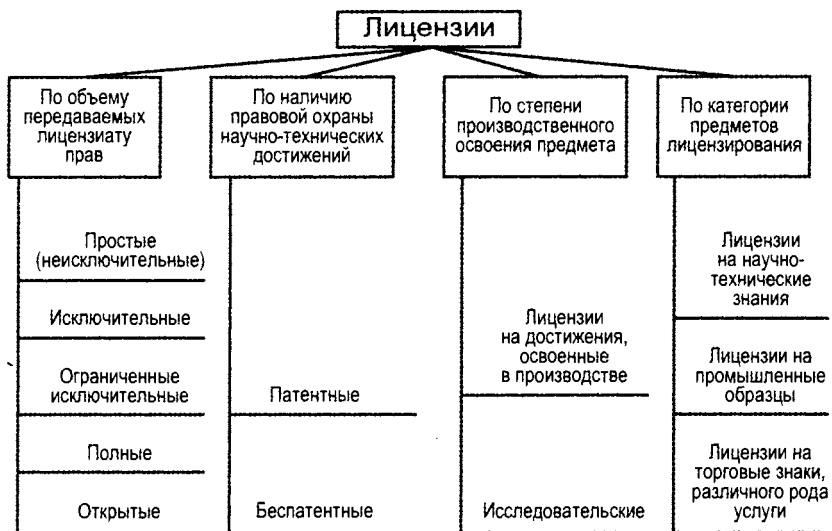 Лицензии
По объему
передаваемых
лицензиату
прав
По наличию
правовой охраны
научно-технических
достижений
По степени
производственного
освоения предмета
По категории
предметов
лицензирования
Простые
(неисключительные)
Исключительные
Ограниченные
исключительные
Полные
Открытые
Патентные
Беспатентные
Лицензии
на достижения,
освоенные
в производстве
Исследовательские
Лицензии
на научно-
технические
знания
Лицензии на
промышленные
образцы
Лицензии на
торговые знаки,
различного рода
услуги